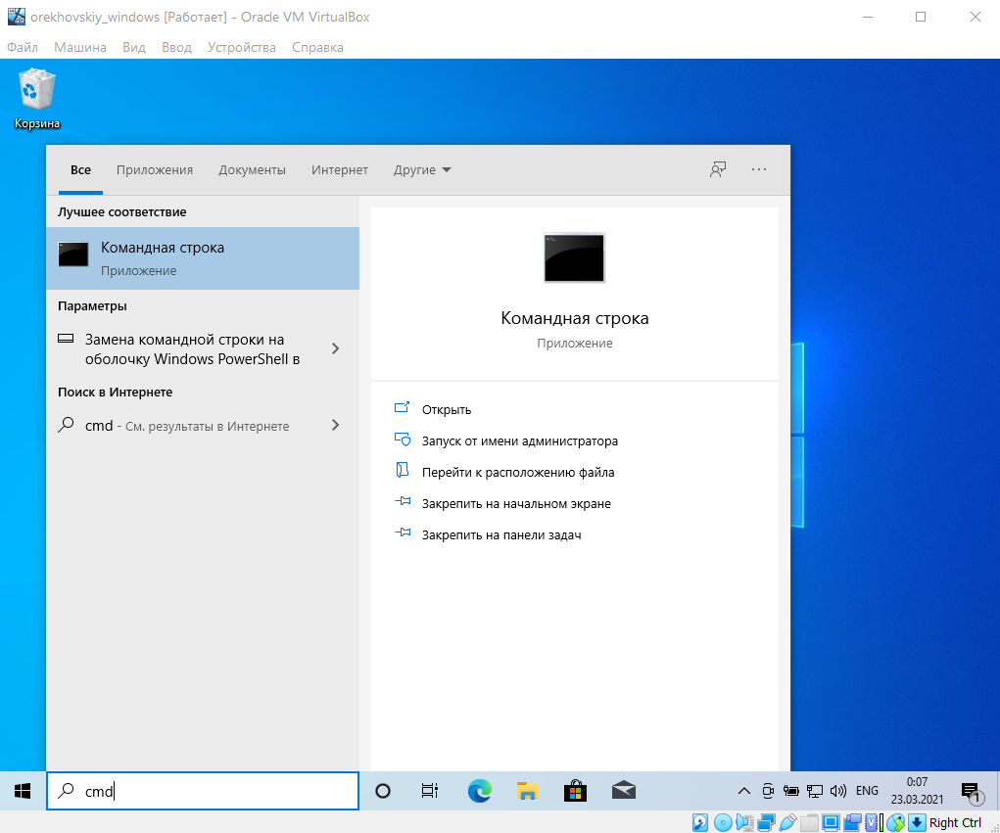 orekhovskiy_windows [Работает] - Oracle VM VirtualBox
Файл Машина Вид Ввод Устройства Справка
Корзина
Все Приложения Документы Интернет Другие
Лучшее соответствие
Командная строка
Приложение
Параметры
Замена командной строки на
оболочку Windows PowerShell в
Поиск в Интернете
cmd - См. результаты в Интернете
Командная строка
Приложение
Открыть
Запуск от имени администратора
Перейти к расположению файла
Закрепить на начальном экране
Закрепить на панели задач
cmd
ENG
0:07
23.03.2021
1
Right Ctrl